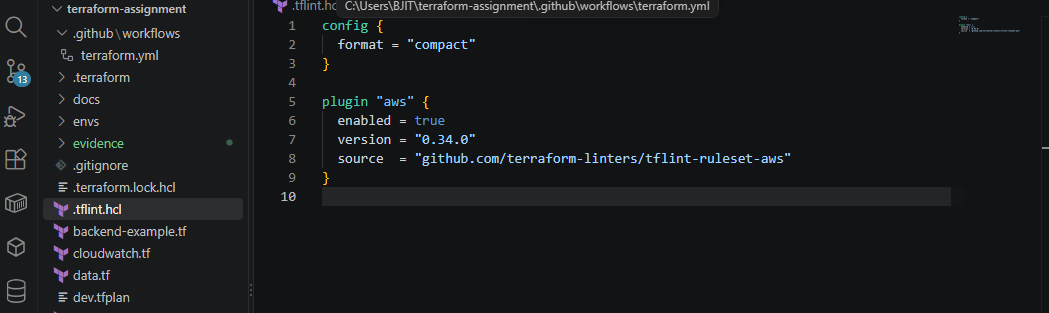 terraform-assignment
.github\workflows
terraform.yml
.terraform
docs
envs
evidence
.gitignore
.terraform.lock.hcl
.tflint.hcl
backend-example.tf
cloudwatch.tf
data.tf
dev.tfplan
13
.tflint.hc
C:\Users\BJIT\terraform-assignment\.github\workflows\terraform.yml
1 config {
2 format = "compact"
3 }
4
5 plugin "aws" {
6 enabled = true
7 version = "0.34.0"
8 source = "github.com/terraform-linters/tflint-ruleset-aws"
9 }
10